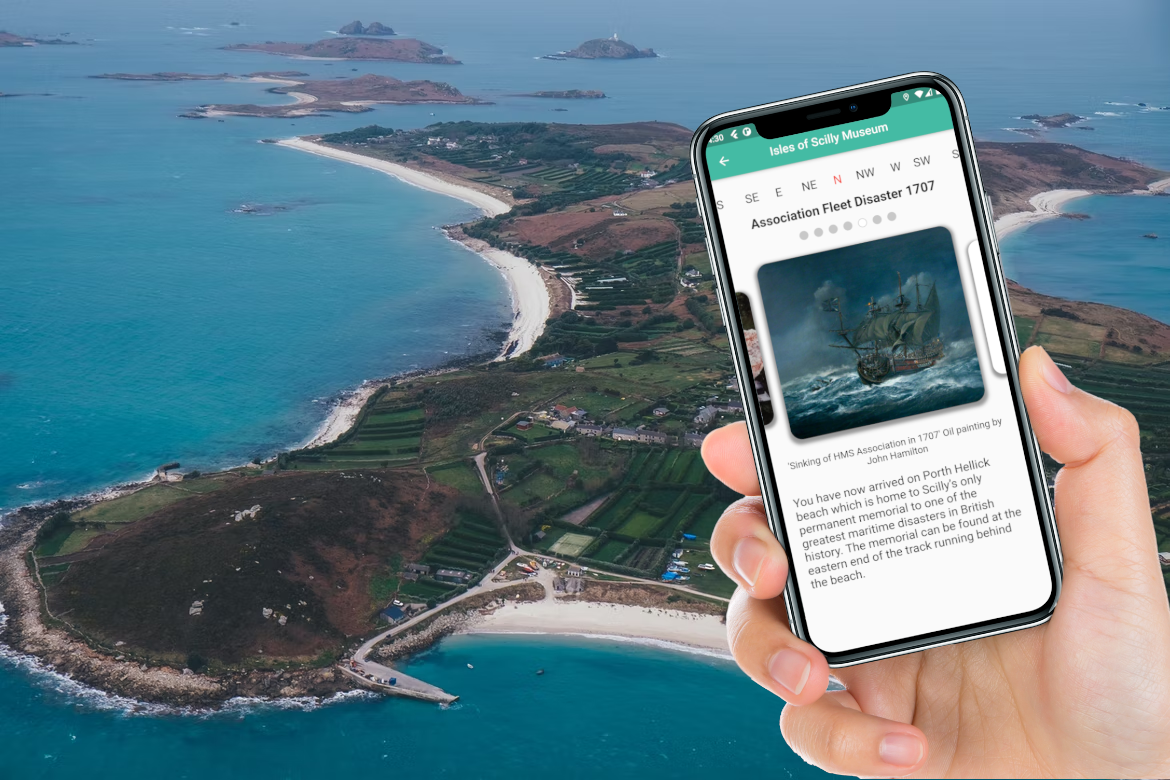 :30
Isles of Scilly Museum
S SE E NE N NW W SW S
Association Fleet Disaster 1707
'Sinking of HMS Association in 1707' Oil painting by
John Hamilton
You have now arrived on Porth Hellick
beach which is home to Scilly's only
permanent memorial to one of the
greatest maritime disasters in British
history. The memorial can be found at the
eastern end of the track running behind
the beach.